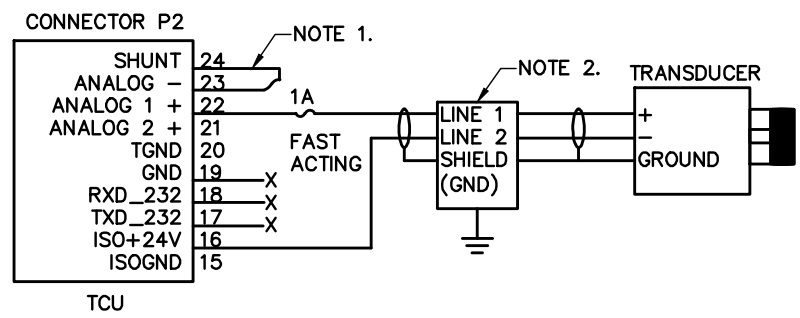 CONNECTOR P2
NOTE 1.
SHUNT 24
ANALOG – 23
ANALOG 1 + 22
ANALOG 2 + 21
TGND 20
GND 19 X
RXD_232 18 X
TXD_232 17 X
ISO+24V 16
ISOGND 15
TCU
1A
FAST
ACTING
NOTE 2.
LINE 1
LINE 2
SHIELD
(GND)
TRANSDUCER
+
–
GROUND